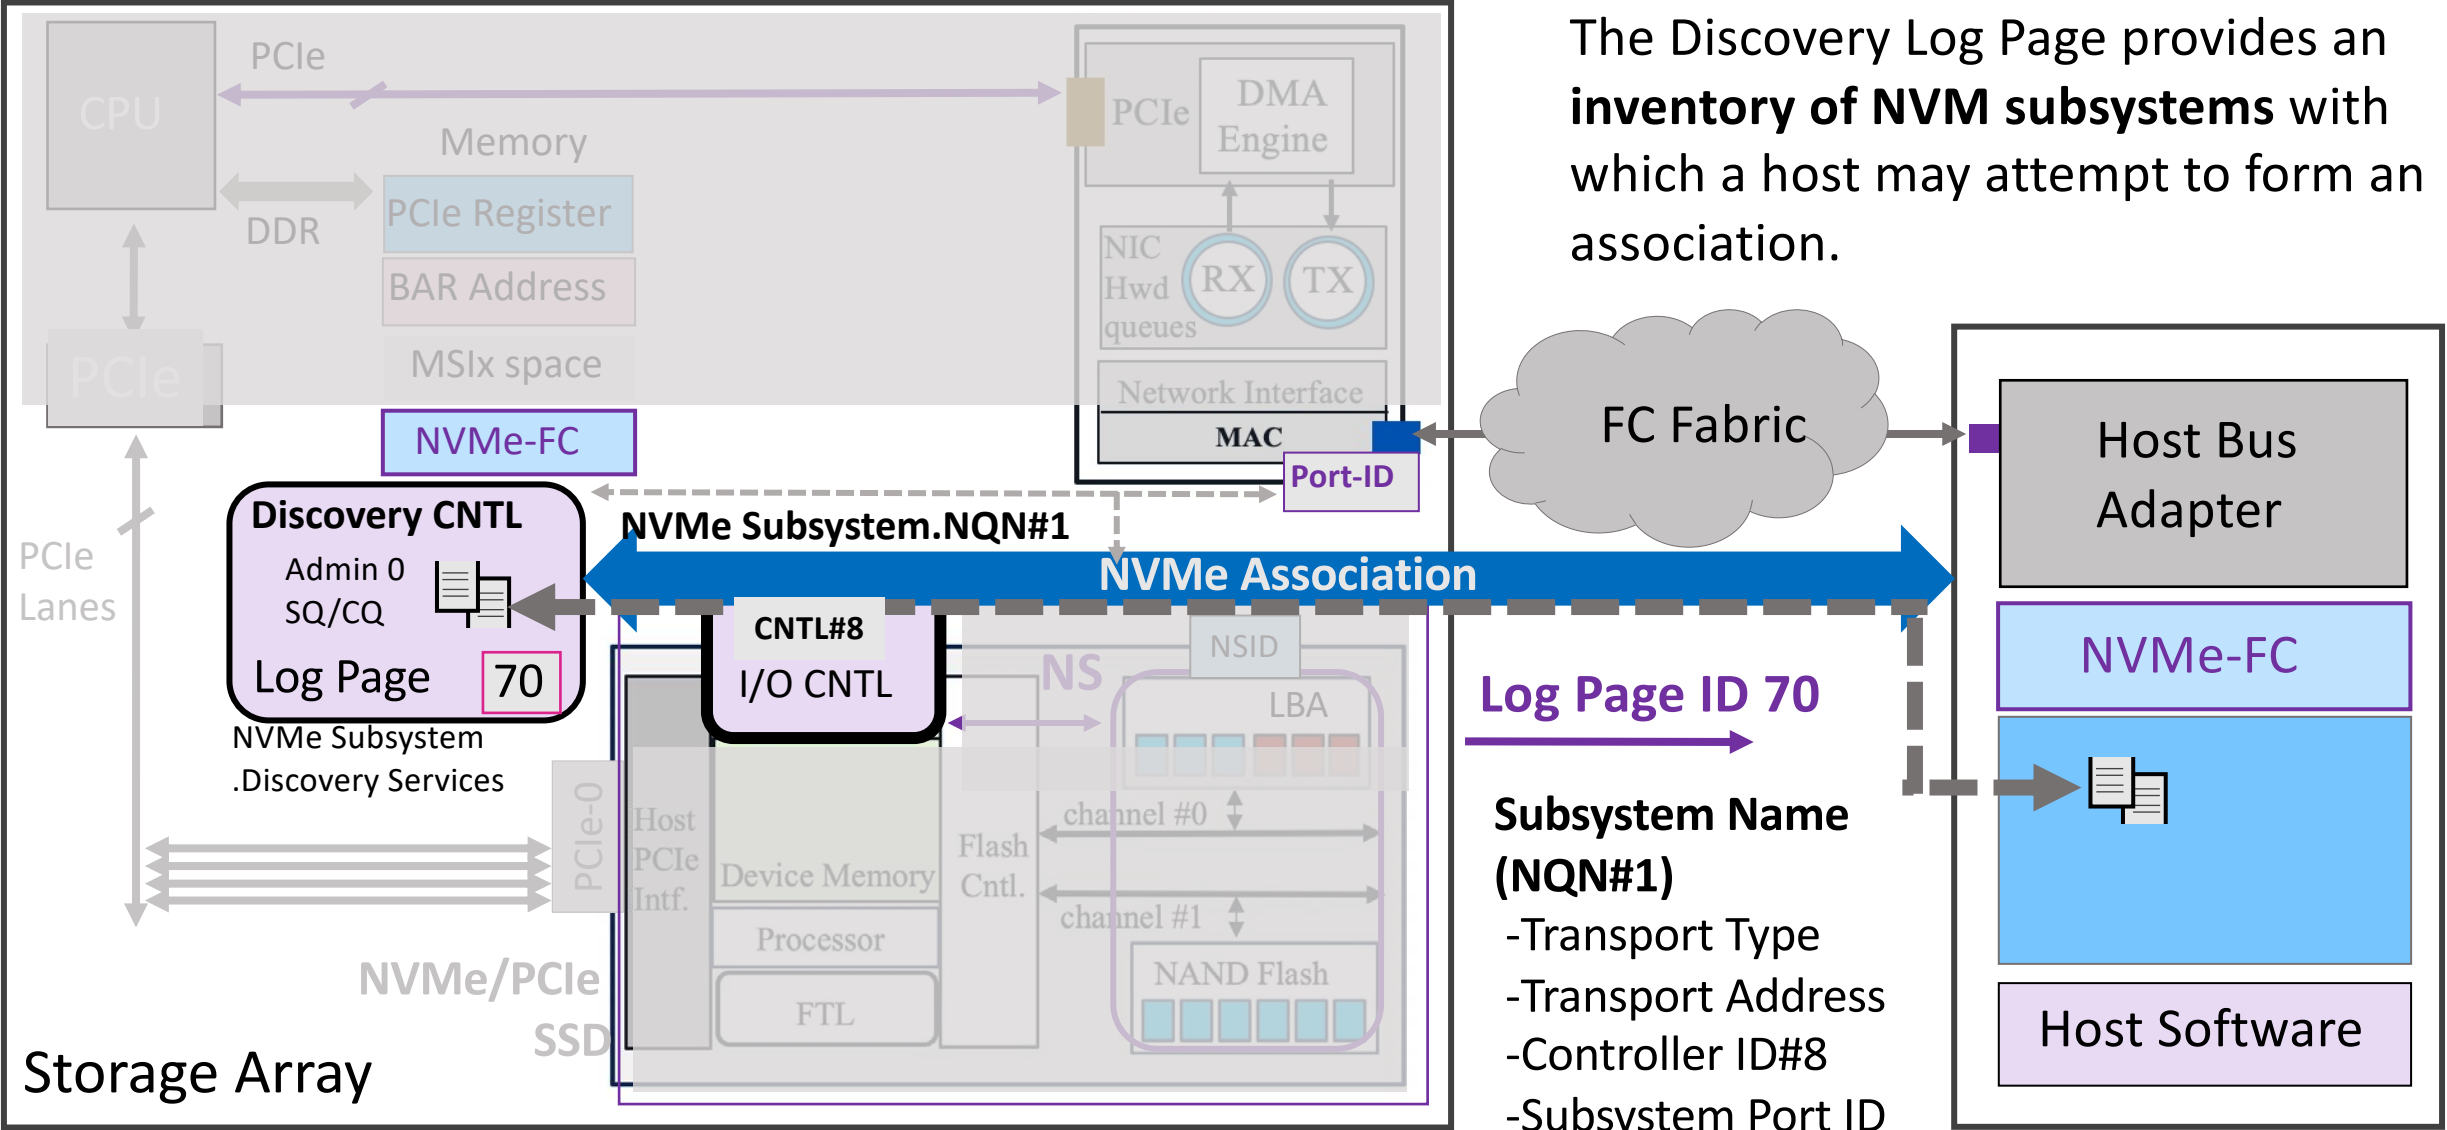 The Discovery Log Page provides an
inventory of NVM subsystems with
which a host may attempt to form an
association.
CPU
PCIe
Memory
DDR
PCIe Register
BAR Address
MSIx space
PCIe
NVMe-FC
PCIe
DMA
Engine
NIC
Hwd
queues
RX
TX
Network Interface
MAC
Port-ID
FC Fabric
Host Bus
Adapter
NVMe-FC
Host Software
Discovery CNTL
Admin 0
SQ/CQ
Log Page
70
NVMe Subsystem
.Discovery Services
NVMe Subsystem.NQN#1
NVMe Association
CNTL#8
I/O CNTL
NS
NSID
LBA
PCIe
Lanes
PCIe-0
Host
PCIe
Intf.
Device Memory
Processor
FTL
Flash
Cntl.
channel #0
channel #1
NAND Flash
NVMe/PCIe
SSD
Storage Array
Log Page ID 70
Subsystem Name
(NQN#1)
-Transport Type
-Transport Address
-Controller ID#8
-Subsystem Port ID